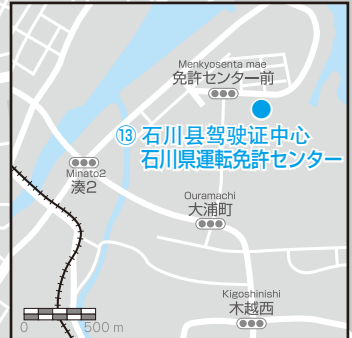 Menkyosenta mae
免許センター前
⑬ 石川县驾驶证中心
石川県運転免許センター
Minato2
湊2
Ouramachi
大浦町
Kigoshinishi
木越西
0 500 m